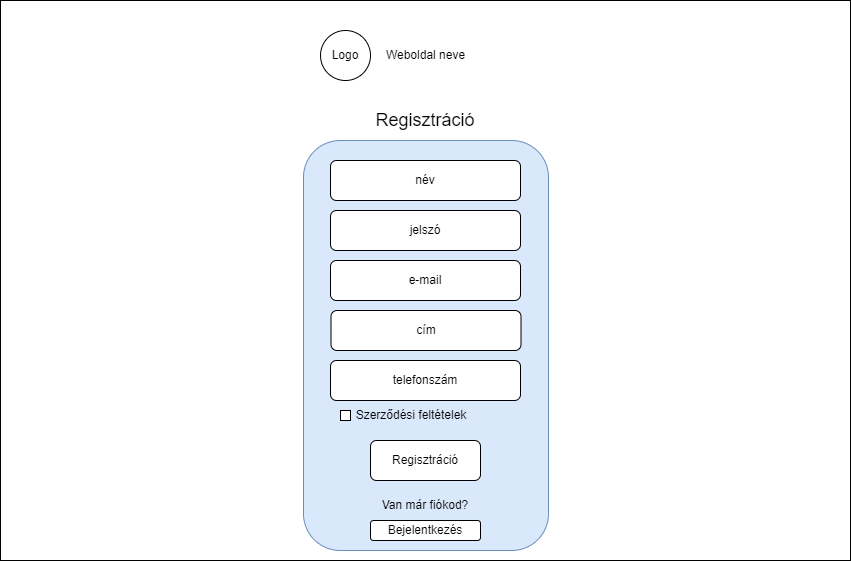 Logo
Weboldal neve
Regisztráció
név
jelszó
e-mail
cím
telefonszám
Szerződési feltételek
Regisztráció
Van már fiókod?
Bejelentkezés